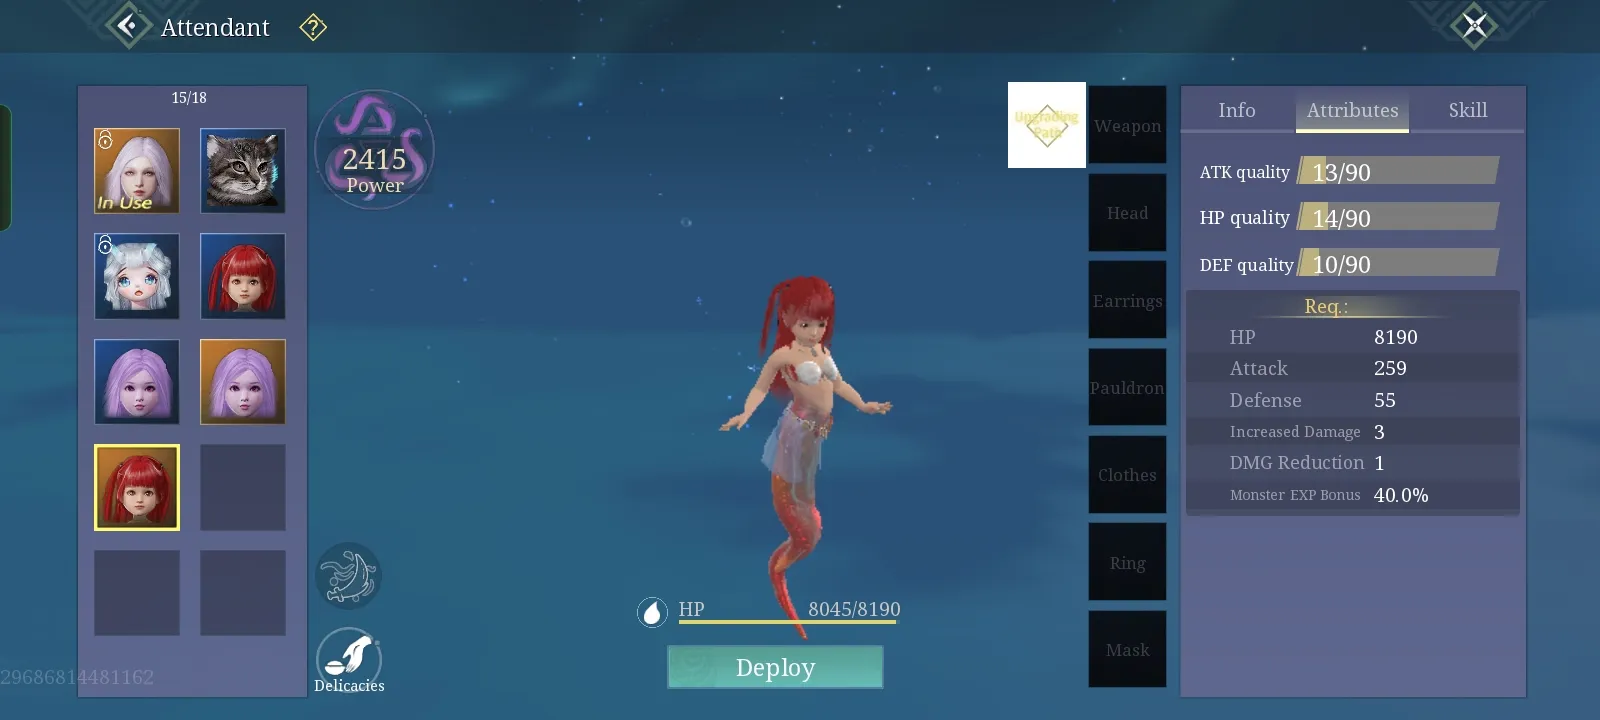 Attendant
?
15/18
In Use
2415
Power
Delicacies
29686814481162
HP 8045/8190
Deploy
Upgrading
Path
Weapon
Head
Earrings
Pauldron
Clothes
Ring
Mask
Info Attributes Skill
ATK quality 13/90
HP quality 14/90
DEF quality 10/90
Req.:
HP 8190
Attack 259
Defense 55
Increased Damage 3
DMG Reduction 1
Monster EXP Bonus 40.0%